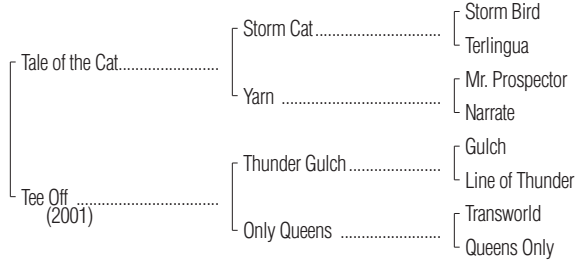 Storm Bird
Storm Cat
Terlingua
Tale of the Cat
Mr. Prospector
Yarn
Narrate
Gulch
Thunder Gulch
Line of Thunder
Tee Off
(2001)
Transworld
Only Queens
Queens Only